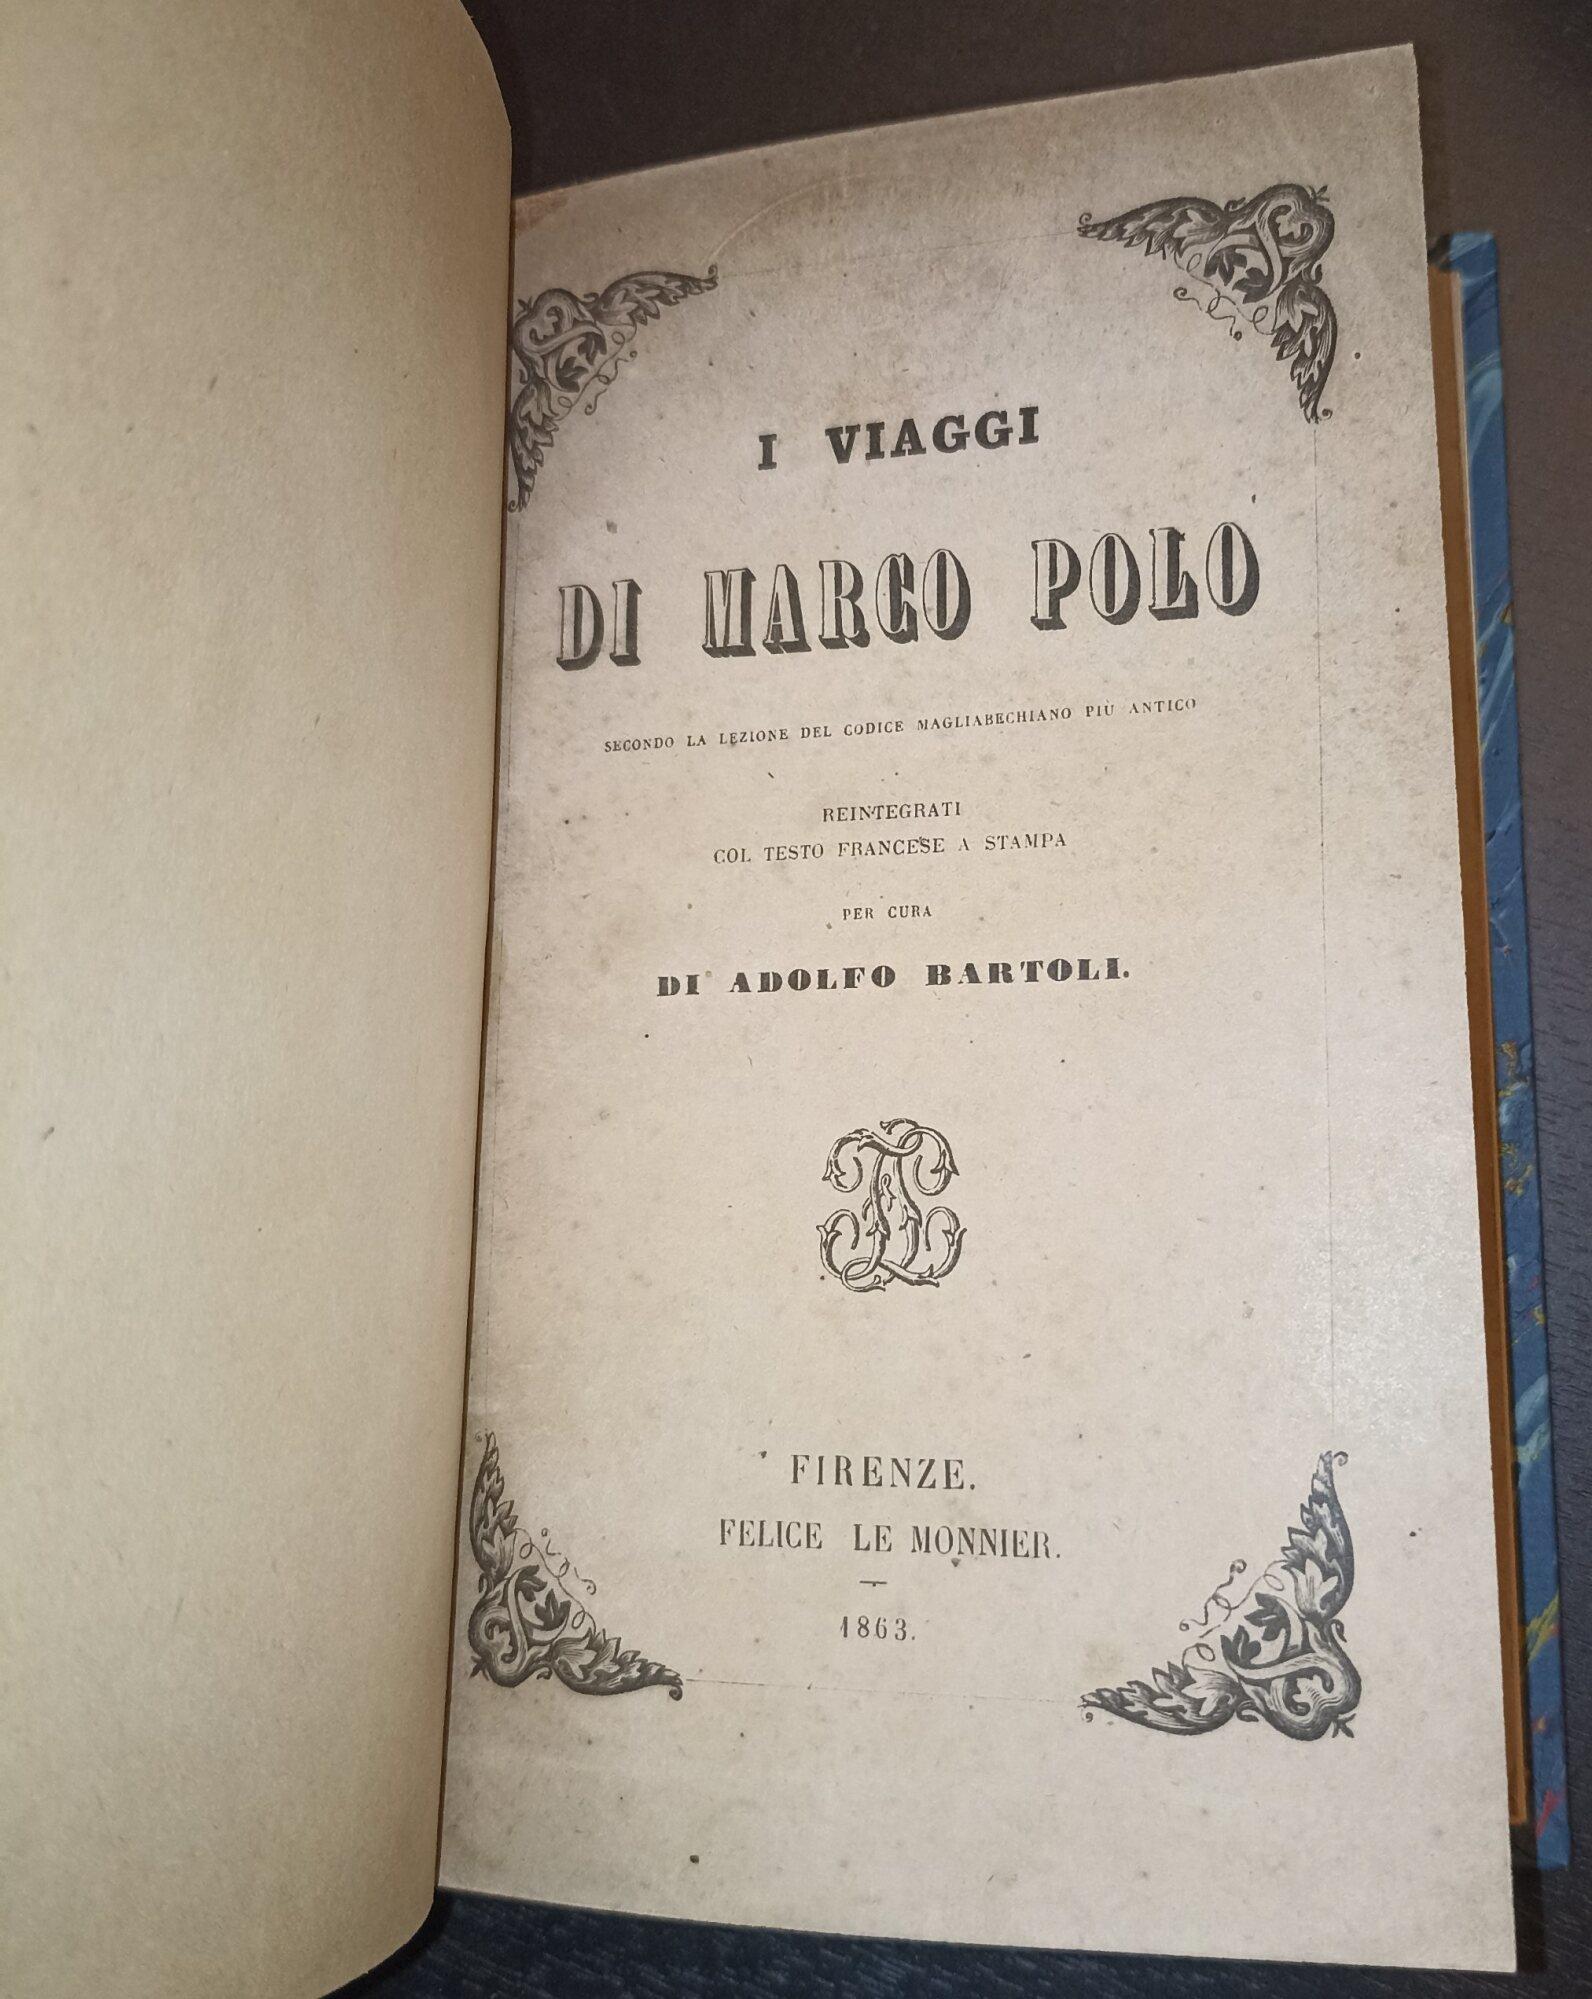 I VIAGGI
DI MARCO POLO
SECONDO LA LEZIONE DEL CODICE MAGLIABECHIANO PIÙ ANTICO
REINTEGRATI
COL TESTO FRANCESE A STAMPA
PER CURA
DI ADOLFO BARTOLI.
FIRENZE.
FELICE LE MONNIER.
1863.